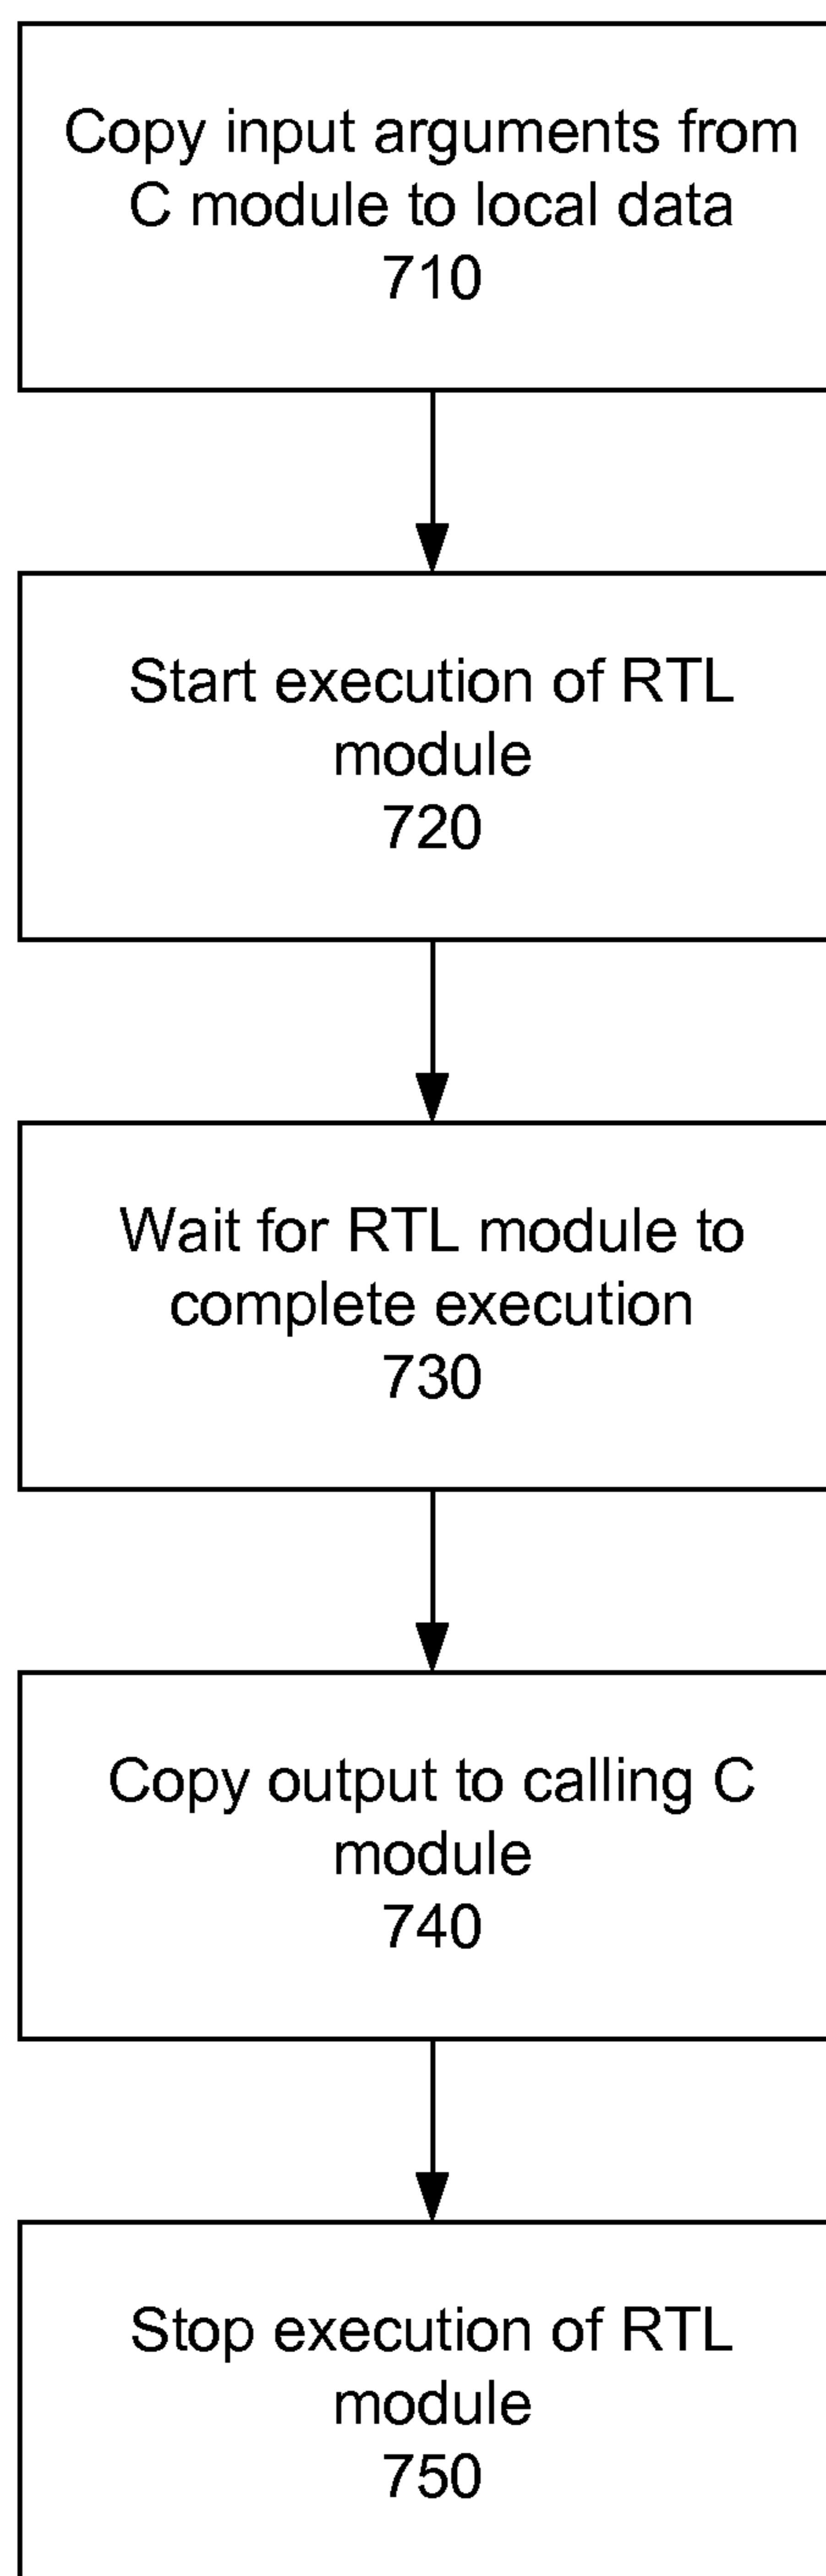 Copy input arguments from
C module to local data
710
Start execution of RTL
module
720
Wait for RTL module to
complete execution
730
Copy output to calling C
module
740
Stop execution of RTL
module
750